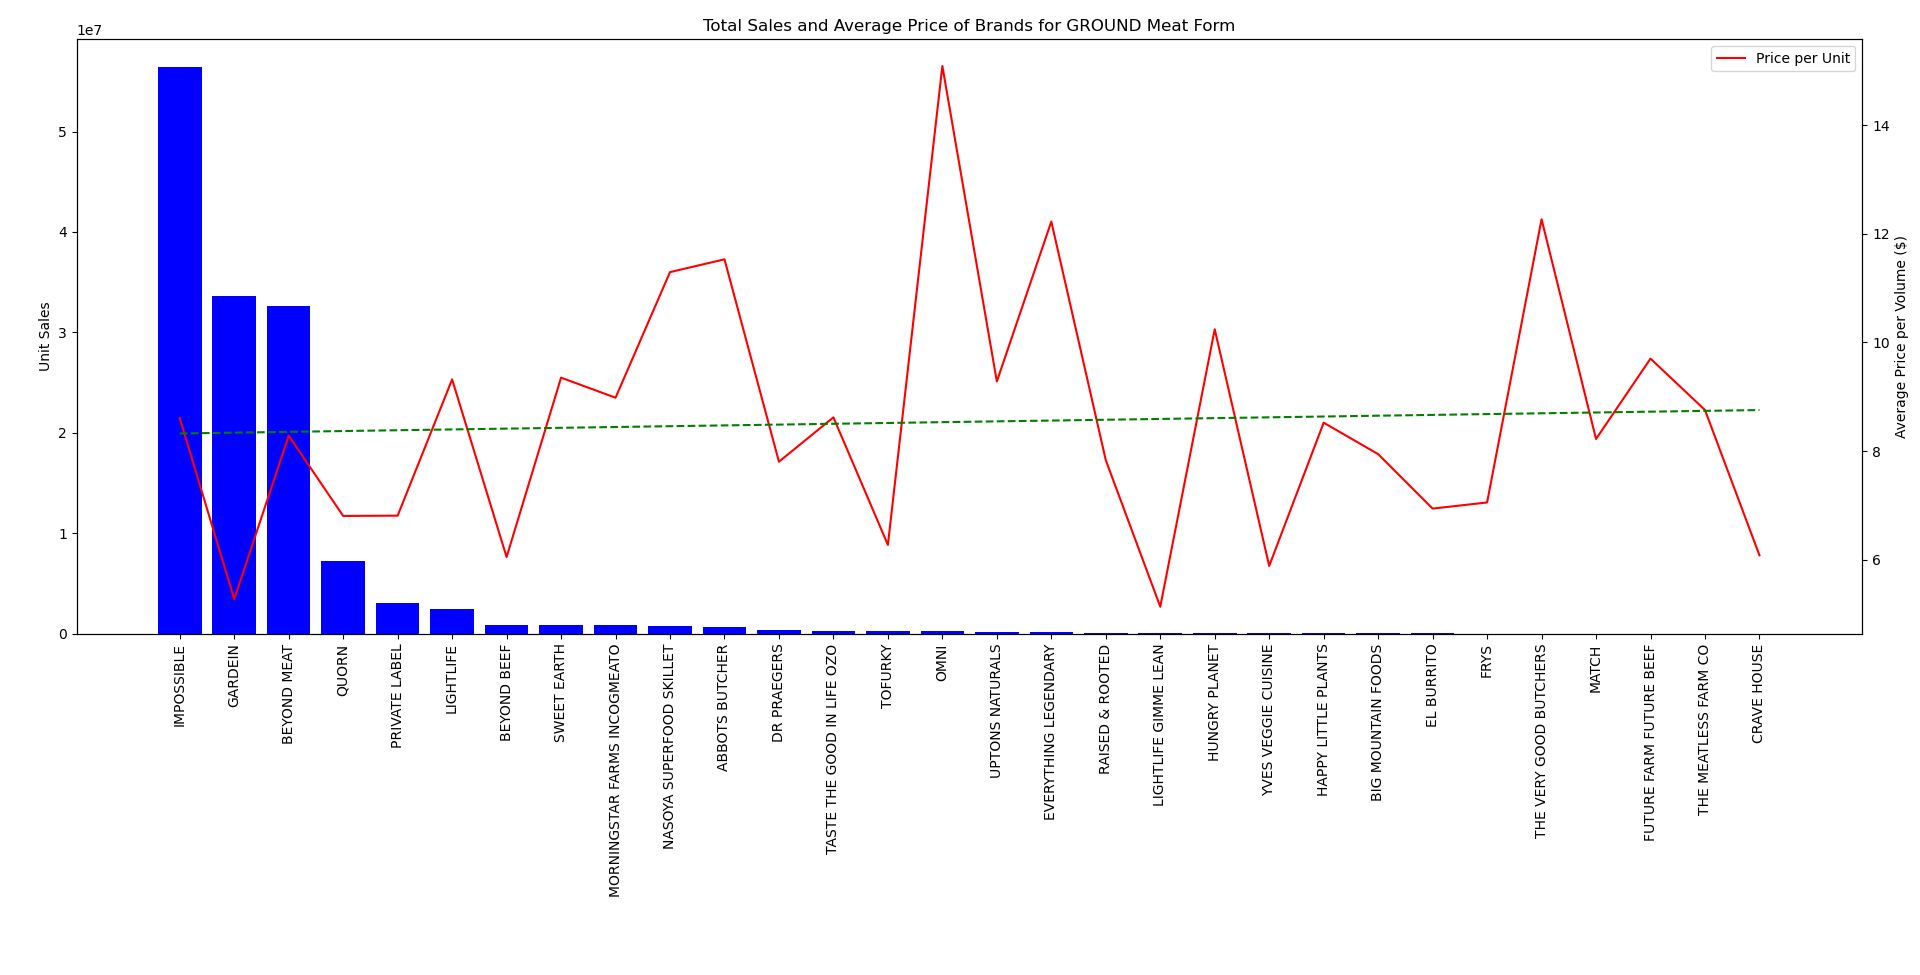 Total Sales and Average Price of Brands for GROUND Meat Form
1e7
Price per Unit
5
4
3
2
1
0
Unit Sales
14
12
10
8
6
Average Price per Volume ($)
IMPOSSIBLE
GARDEIN
BEYOND MEAT
QUORN
PRIVATE LABEL
LIGHTLIFE
BEYOND BEEF
SWEET EARTH
MORNINGSTAR FARMS INCOGMEATO
NASOYA SUPERFOOD SKILLET
ABBOTS BUTCHER
DR PRAEGERS
TASTE THE GOOD IN LIFE OZO
TOFURKY
OMNI
UPTONS NATURALS
EVERYTHING LEGENDARY
RAISED & ROOTED
LIGHTLIFE GIMME LEAN
HUNGRY PLANET
YVES VEGGIE CUISINE
HAPPY LITTLE PLANTS
BIG MOUNTAIN FOODS
EL BURRITO
FRYS
THE VERY GOOD BUTCHERS
MATCH
FUTURE FARM FUTURE BEEF
THE MEATLESS FARM CO
CRAVE HOUSE